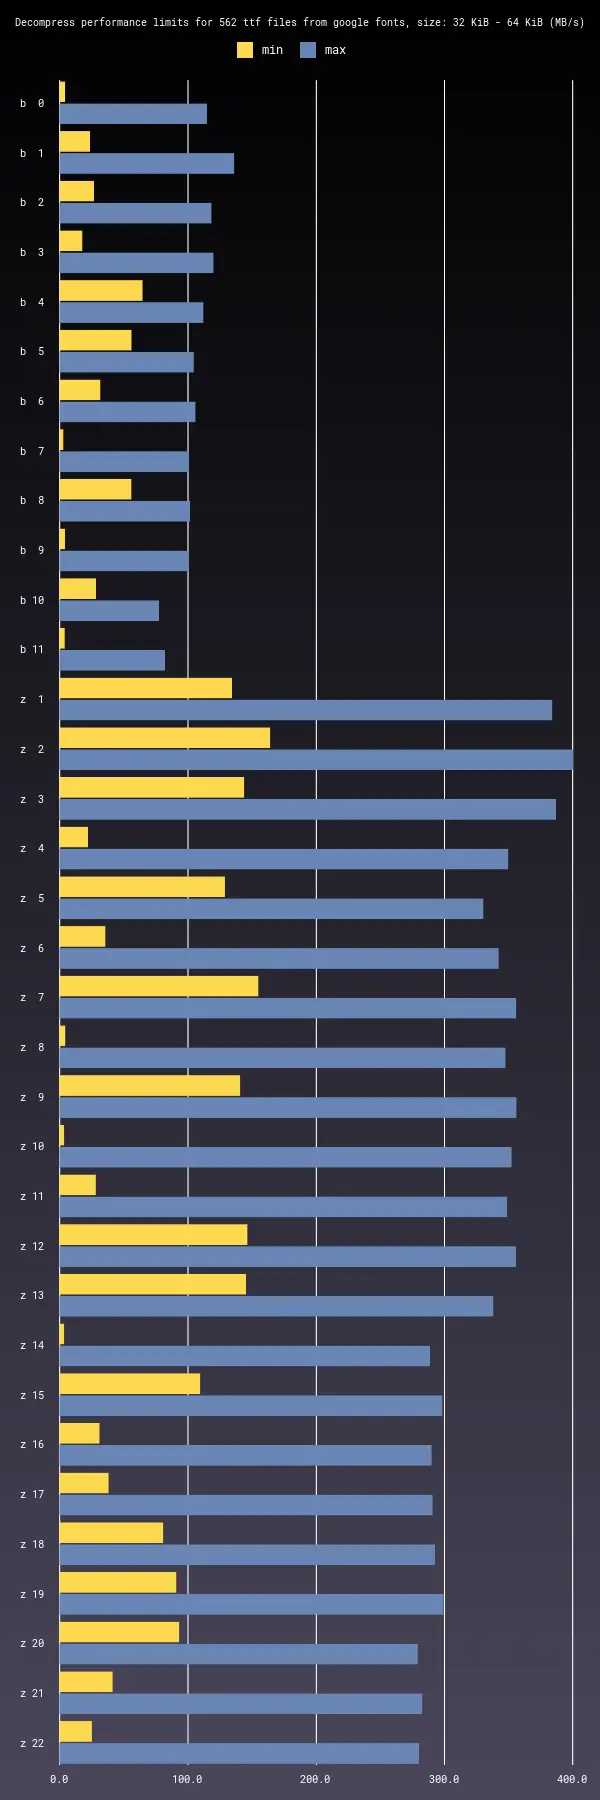 Decompress performance limits for 562 ttf files from google fonts, size: 32 KiB - 64 KiB (MB/s)
min max
b 0
b 1
b 2
b 3
b 4
b 5
b 6
b 7
b 8
b 9
b 10
b 11
z 1
z 2
z 3
z 4
z 5
z 6
z 7
z 8
z 9
z 10
z 11
z 12
z 13
z 14
z 15
z 16
z 17
z 18
z 19
z 20
z 21
z 22
0.0 100.0 200.0 300.0 400.0